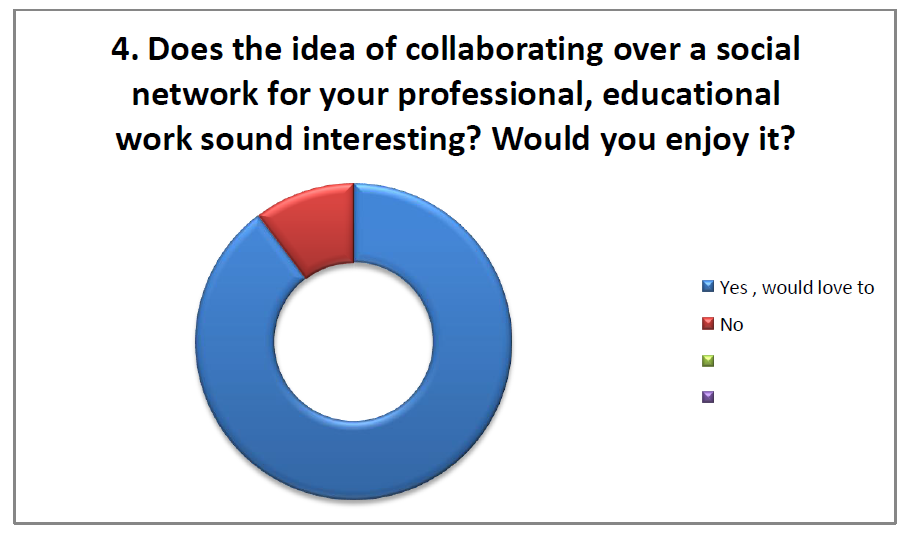 4. Does the idea of collaborating over a social
network for your professional, educational
work sound interesting? Would you enjoy it?
Yes , would love to
No